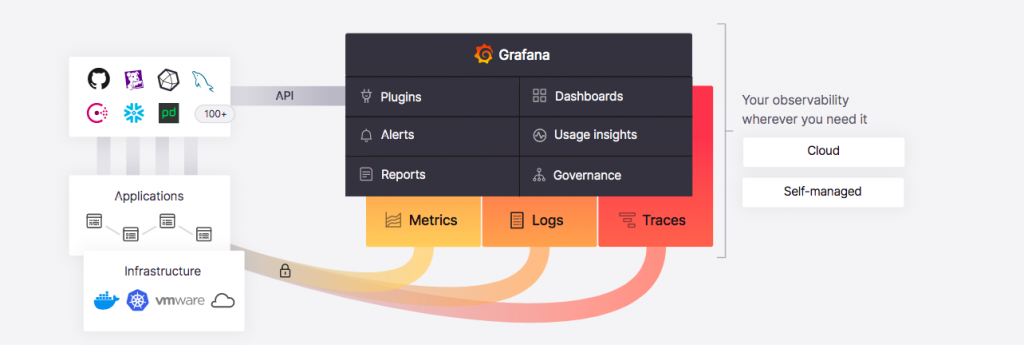 Grafana
API
Plugins
Dashboards
pd
100+
Alerts
Usage insights
Reports
Governance
Your observability
wherever you need it
Cloud
Self-managed
Applications
Metrics
Logs
Traces
Infrastructure
vmware